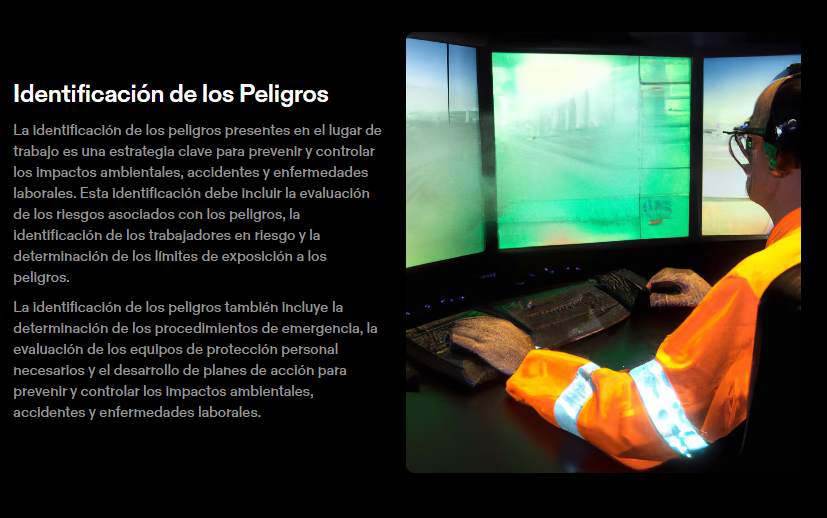 Identificación de los Peligros
La identificación de los peligros presentes en el lugar de
trabajo es una estrategia clave para prevenir y controlar
los impactos ambientales, accidentes y enfermedades
laborales. Esta identificación debe incluir la evaluación
de los riesgos asociados con los peligros, la
identificación de los trabajadores en riesgo y la
determinación de los límites de exposición a los
peligros.
La identificación de los peligros también incluye la
determinación de los procedimientos de emergencia, la
evaluación de los equipos de protección personal
necesarios y el desarrollo de planes de acción para
prevenir y controlar los impactos ambientales,
accidentes y enfermedades laborales.